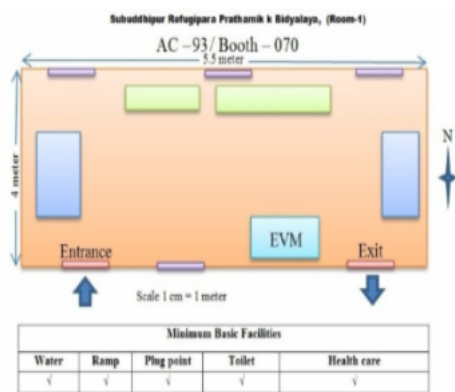 Subuddhipur Refugipara Prathamik k Bidyalaya, (Room-1)
AC –93/ Booth – 070
5.5 meter
N
4 meter
Entrance
EVM
Exit
Scale 1 cm = 1 meter
Minimum Basic Facilities
Water Ramp Plug point Toilet Health care
√ √ √ √ √